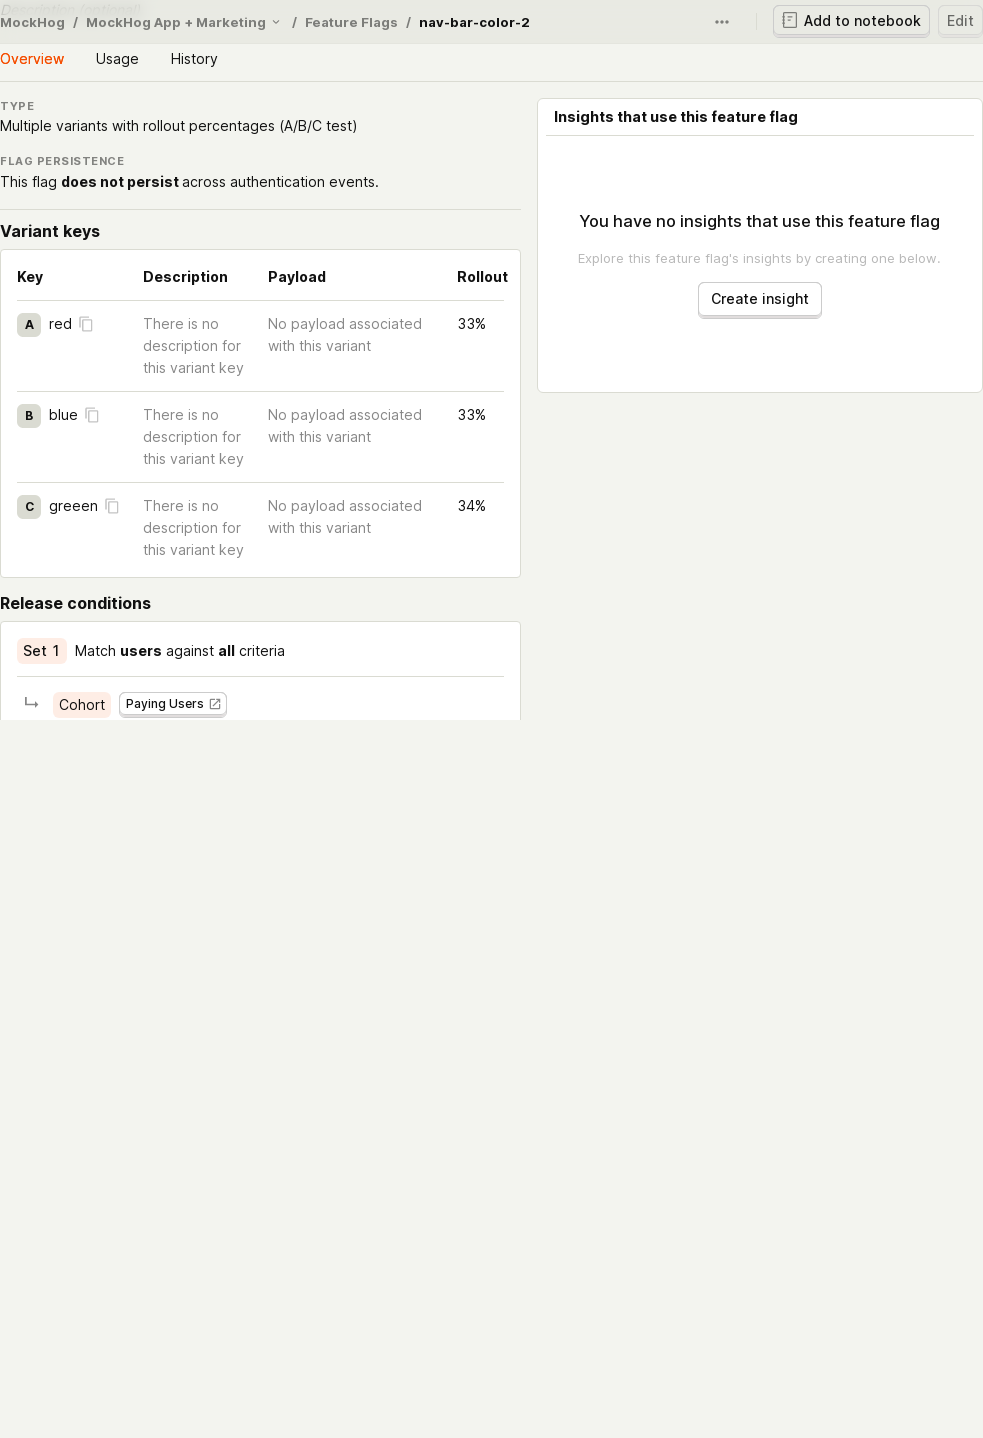 MockHog / MockHog App + Marketing / Feature Flags / nav-bar-color-2
Add to notebook
Edit
Overview
Usage
History
TYPE
Multiple variants with rollout percentages (A/B/C test)
FLAG PERSISTENCE
This flag does not persist across authentication events.
Variant keys
Key Description Payload Rollout
A red There is no No payload associated 33%
description for with this variant
this variant key
B blue There is no No payload associated 33%
description for with this variant
this variant key
C greeen There is no No payload associated 34%
description for with this variant
this variant key
Release conditions
Set 1 Match users against all criteria
Cohort Paying Users
Insights that use this feature flag
You have no insights that use this feature flag
Explore this feature flag's insights by creating one below.
Create insight